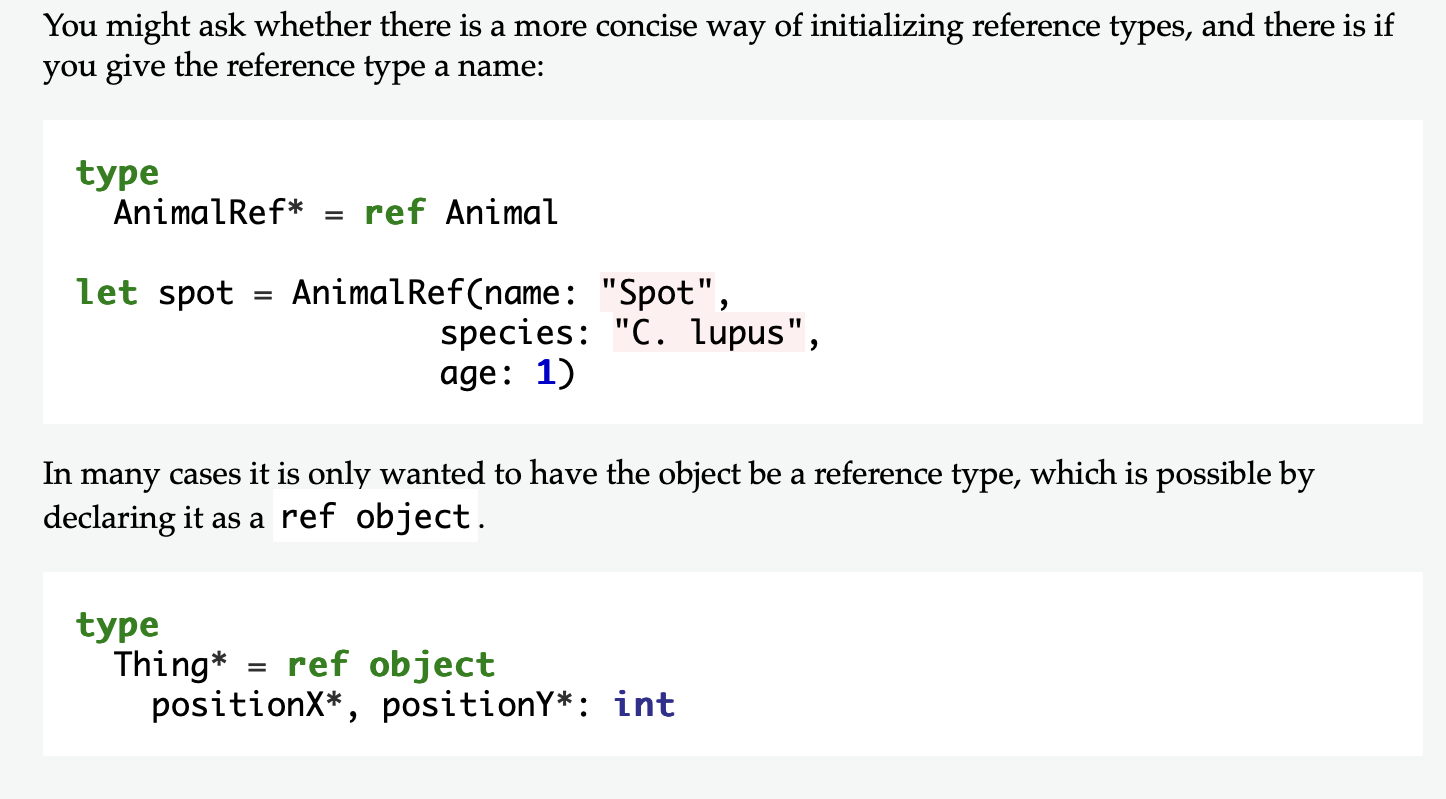 You might ask whether there is a more concise way of initializing reference types, and there is if
you give the reference type a name:
type
  AnimalRef* = ref Animal
let spot = AnimalRef(name: "Spot",
                     species: "C. lupus",
                     age: 1)
In many cases it is only wanted to have the object be a reference type, which is possible by
declaring it as a ref object.
type
  Thing* = ref object
    positionX*, positionY*: int